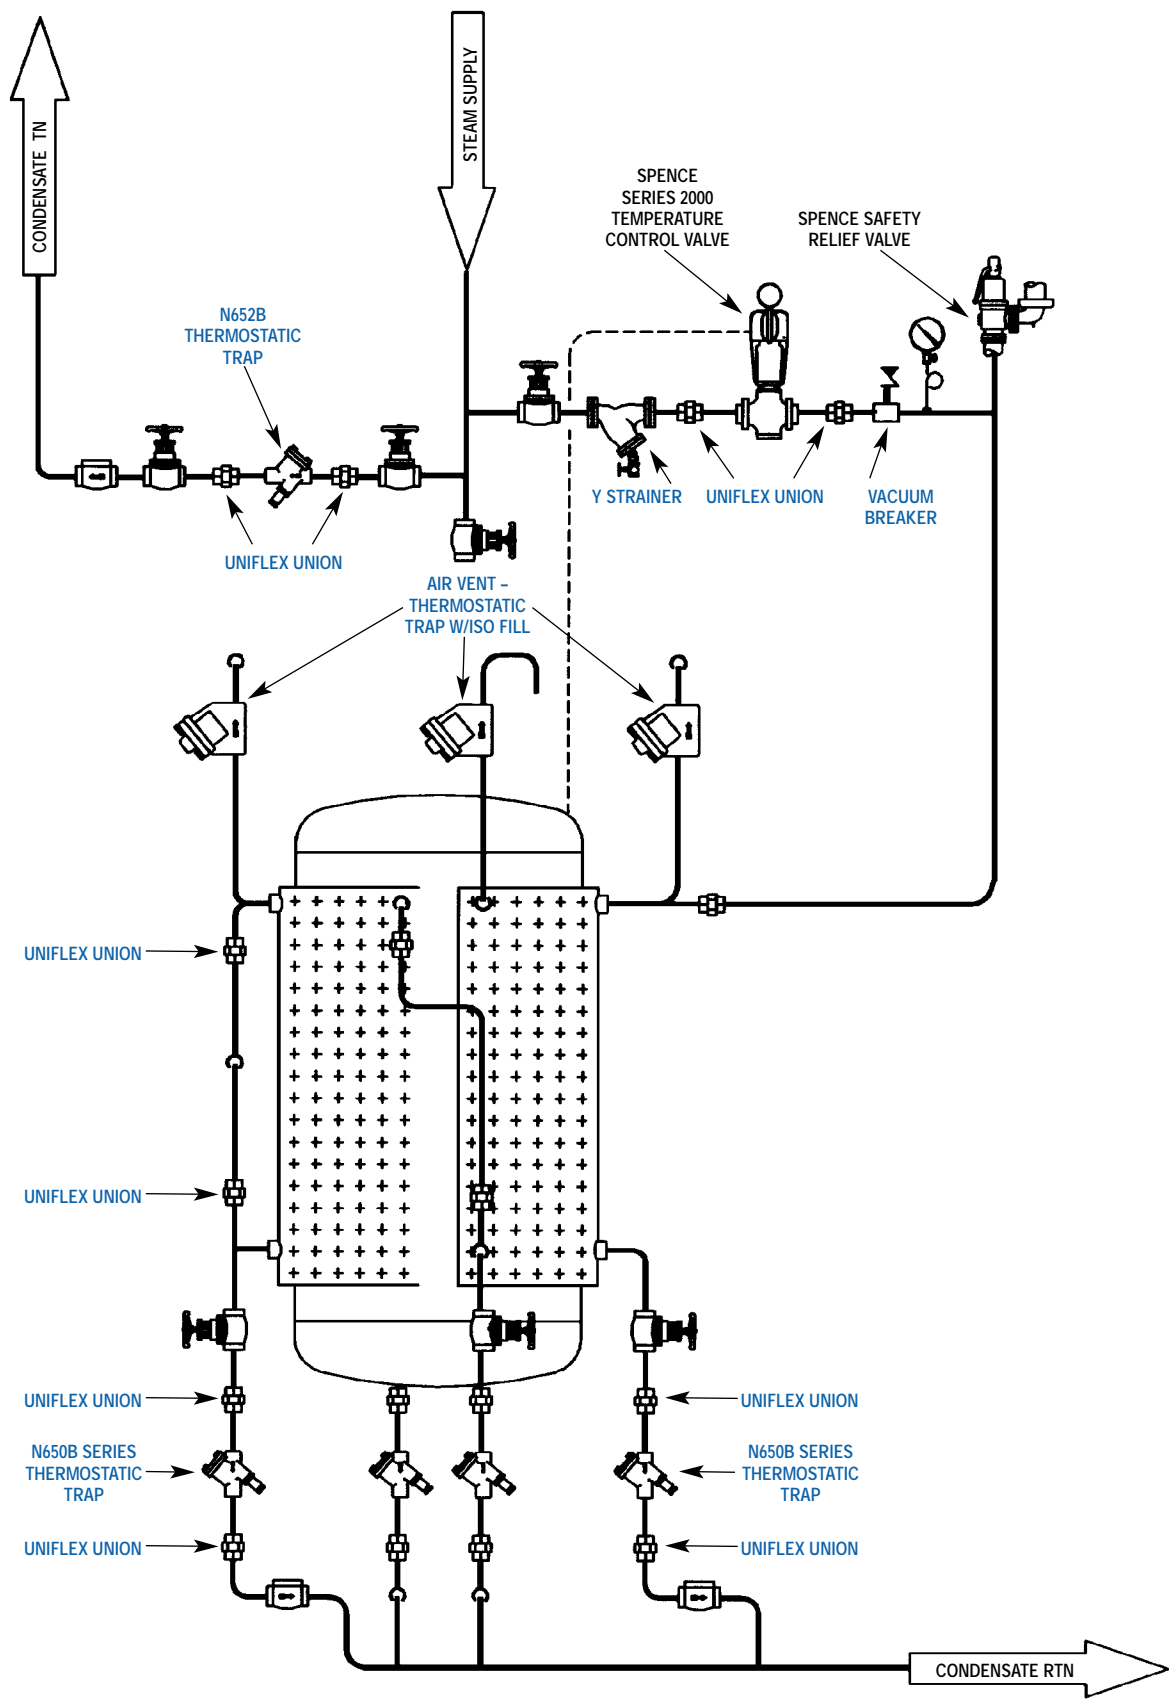 CONDENSATE TN
STEAM SUPPLY
SPENCE
SERIES 2000
TEMPERATURE
CONTROL VALVE
SPENCE SAFETY
RELIEF VALVE
N652B
THERMOSTATIC
TRAP
Y STRAINER
UNIFLEX UNION
VACUUM
BREAKER
UNIFLEX UNION
AIR VENT –
THERMOSTATIC
TRAP W/ISO FILL
UNIFLEX UNION
UNIFLEX UNION
UNIFLEX UNION
UNIFLEX UNION
N650B SERIES
THERMOSTATIC
TRAP
N650B SERIES
THERMOSTATIC
TRAP
UNIFLEX UNION
UNIFLEX UNION
CONDENSATE RTN